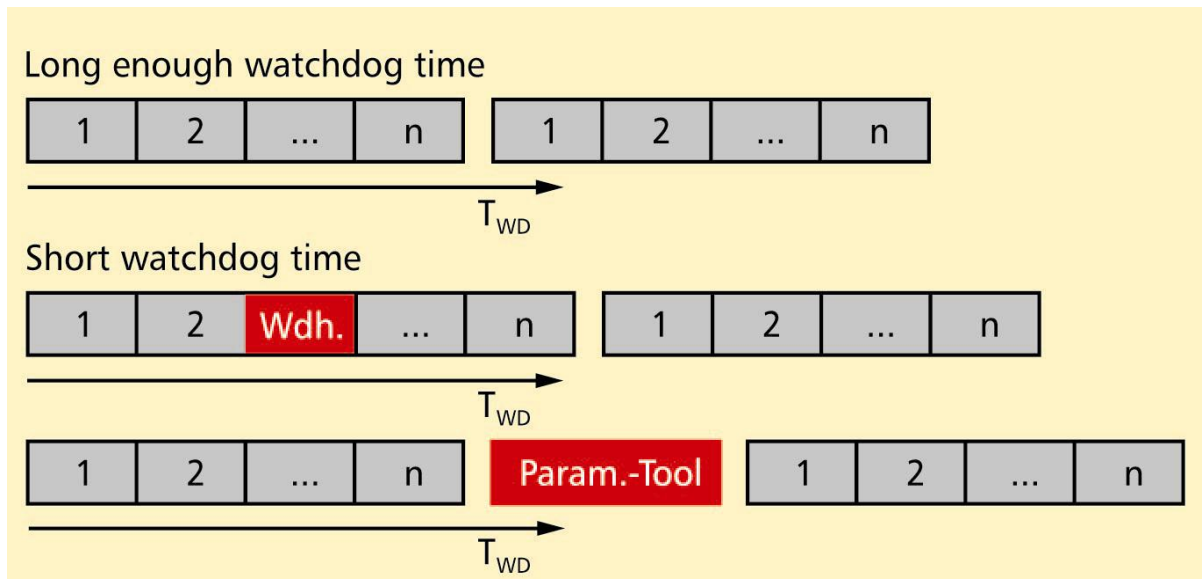 Long enough watchdog time
1 2 ... n 1 2 ... n
TWD
Short watchdog time
1 2 Wdh. ... n 1 2 ... n
TWD
1 2 ... n Param.-Tool 1 2 ... n
TWD